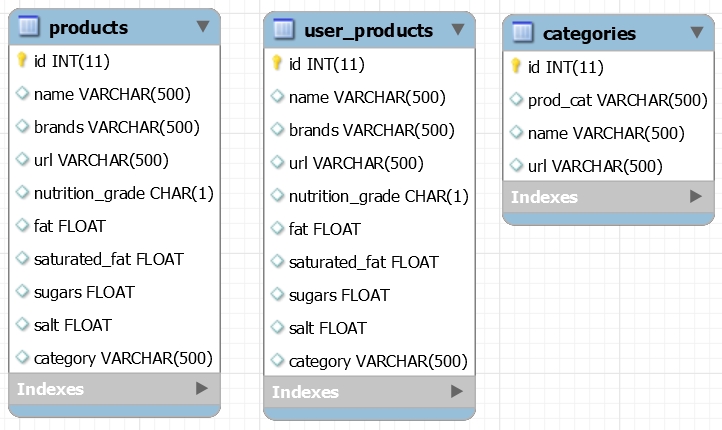 products
id INT(11)
name VARCHAR(500)
brands VARCHAR(500)
url VARCHAR(500)
nutrition_grade CHAR(1)
fat FLOAT
saturated_fat FLOAT
sugars FLOAT
salt FLOAT
category VARCHAR(500)
Indexes
user_products
id INT(11)
name VARCHAR(500)
brands VARCHAR(500)
url VARCHAR(500)
nutrition_grade CHAR(1)
fat FLOAT
saturated_fat FLOAT
sugars FLOAT
salt FLOAT
category VARCHAR(500)
Indexes
categories
id INT(11)
prod_cat VARCHAR(500)
name VARCHAR(500)
url VARCHAR(500)
Indexes